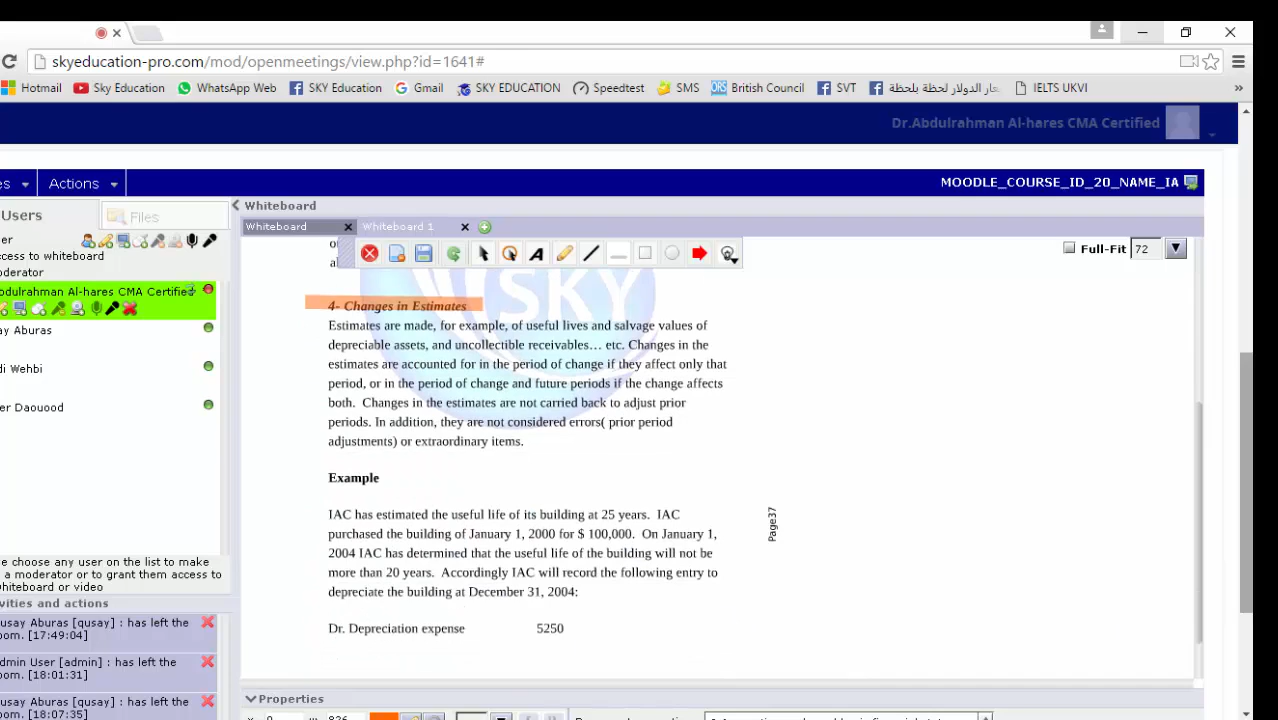 skyeducation-pro.com/mod/openmeetings/view.php?id=1641#
Hotmail
Sky Education
WhatsApp Web
SKY Education
Gmail
SKY EDUCATION
Speedtest
SMS
ORS
British Council
SVT
الدولار لحظة بلحظة
IELTS UKVI
»
Dr.Abdulrahman Al-hares CMA Certified
Actions
MOODLE_COURSE_ID_20_NAME_IA
Users
Files
Whiteboard
Whiteboard
Whiteboard 1
Full-Fit
72
ccess to whiteboard
oderator
bdulrahman Al-hares CMA Certified
ay Aburas
di Wehbi
er Daouood
SKY
4- Changes in Estimates
Estimates are made, for example, of useful lives and salvage values of
depreciable assets, and uncollectible receivables… etc. Changes in the
estimates are accounted for in the period of change if they affect only that
period, or in the period of change and future periods if the change affects
both. Changes in the estimates are not carried back to adjust prior
periods. In addition, they are not considered errors( prior period
adjustments) or extraordinary items.
Example
IAC has estimated the useful life of its building at 25 years. IAC
purchased the building of January 1, 2000 for $ 100,000. On January 1,
2004 IAC has determined that the useful life of the building will not be
more than 20 years. Accordingly IAC will record the following entry to
depreciate the building at December 31, 2004:
Dr. Depreciation expense 5250
Page37
e choose any user on the list to make
a moderator or to grant them access to
whiteboard or video
vities and actions
usay Aburas [qusay] : has left the
oom. [17:49:04]
dmin User [admin] : has left the
oom. [18:01:31]
usay Aburas [qusay] : has left the
oom. [18:07:35]
Properties